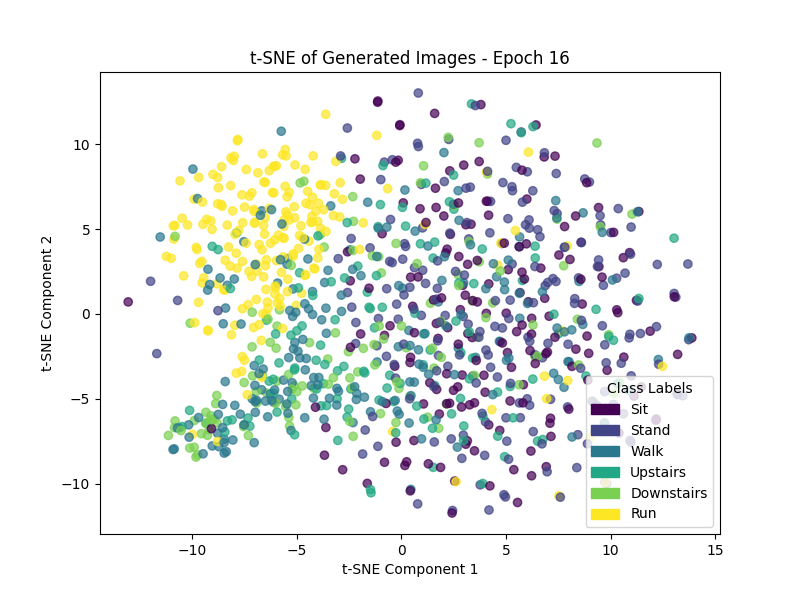 t-SNE of Generated Images - Epoch 16
10
5
0
−5
−10
t-SNE Component 2
−10
−5
0
5
10
15
t-SNE Component 1
Class Labels
Sit
Stand
Walk
Upstairs
Downstairs
Run